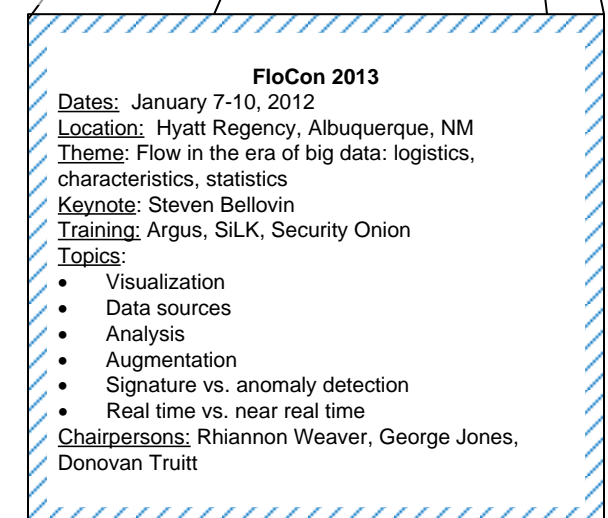 FloCon 2013
Dates:  January 7-10, 2012
Location:  Hyatt Regency, Albuquerque, NM
Theme: Flow in the era of big data: logistics,
characteristics, statistics
Keynote: Steven Bellovin
Training: Argus, SiLK, Security Onion
Topics:
• Visualization
• Data sources
• Analysis
• Augmentation
• Signature vs. anomaly detection
• Real time vs. near real time
Chairpersons: Rhiannon Weaver, George Jones,
Donovan Truitt